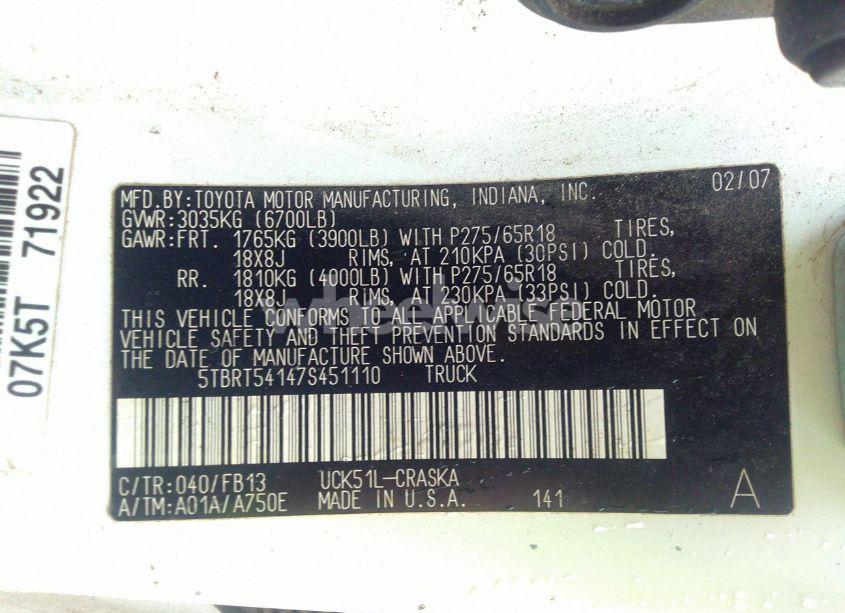 07K5T 71922
MFD.BY:TOYOTA MOTOR MANUFACTURING, INDIANA, INC. 02/07
GVWR:3035KG (6700LB)
GAWR:FRT. 1765KG (3900LB) WITH P275/65R18 TIRES,
18X8J RIMS, AT 210KPA (30PSI) COLD.
RR. 1810KG (4000LB) WITH P275/65R18 TIRES,
18X8J RIMS, AT 230KPA (33PSI) COLD.
THIS VEHICLE CONFORMS TO ALL APPLICABLE FEDERAL MOTOR
VEHICLE SAFETY AND THEFT PREVENTION STANDARDS IN EFFECT ON
THE DATE OF MANUFACTURE SHOWN ABOVE.
5TBRT54147S451110 TRUCK
C/TR:040/FB13 UCK51L-CRASKA
A/TM:A01A/A750E MADE IN U.S.A. 141 A